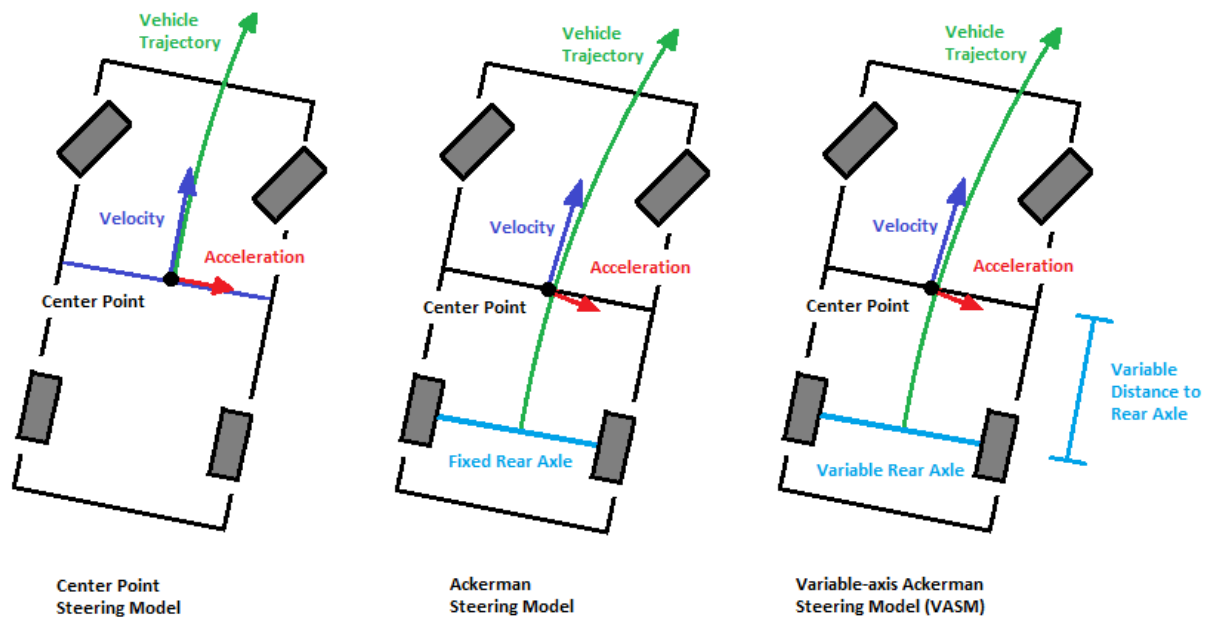 Vehicle
Trajectory
Velocity
Acceleration
Center Point
Center Point
Steering Model
Vehicle
Trajectory
Velocity
Acceleration
Center Point
Fixed Rear Axle
Ackerman
Steering Model
Vehicle
Trajectory
Velocity
Acceleration
Center Point
Variable
Distance to
Rear Axle
Variable Rear Axle
Variable-axis Ackerman
Steering Model (VASM)